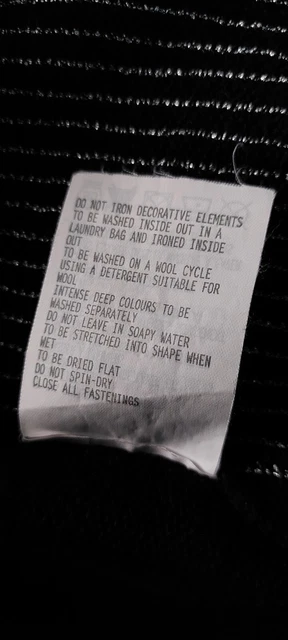 DO NOT IRON DECORATIVE ELEMENTS
TO BE WASHED INSIDE OUT IN A
LAUNDRY BAG AND IRONED INSIDE
OUT
TO BE WASHED ON A WOOL CYCLE
USING A DETERGENT SUITABLE FOR
WOOL
INTENSE DEEP COLOURS TO BE
WASHED SEPARATELY
DO NOT LEAVE IN SOAPY WATER
TO BE STRETCHED INTO SHAPE WHEN
WET
TO BE DRIED FLAT
DO NOT SPIN-DRY
CLOSE ALL FASTENINGS